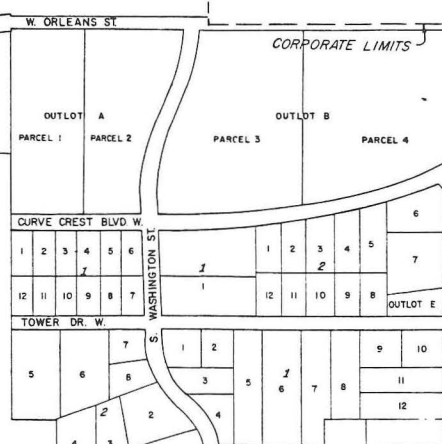 W. ORLEANS ST.
CORPORATE LIMITS
OUTLOT A
OUTLOT B
PARCEL 1
PARCEL 2
PARCEL 3
PARCEL 4
CURVE CREST BLVD. W.
S. WASHINGTON ST.
1 2 3 4 5 6
1
12 11 10 9 8 7
1
1
1 2 3 4 5
2
12 11 10 9 8
6
7
OUTLOT E
TOWER DR. W.
5
6
7
8
2
2
4
3
1
2
3
4
5
1
6
7
8
9
10
11
12